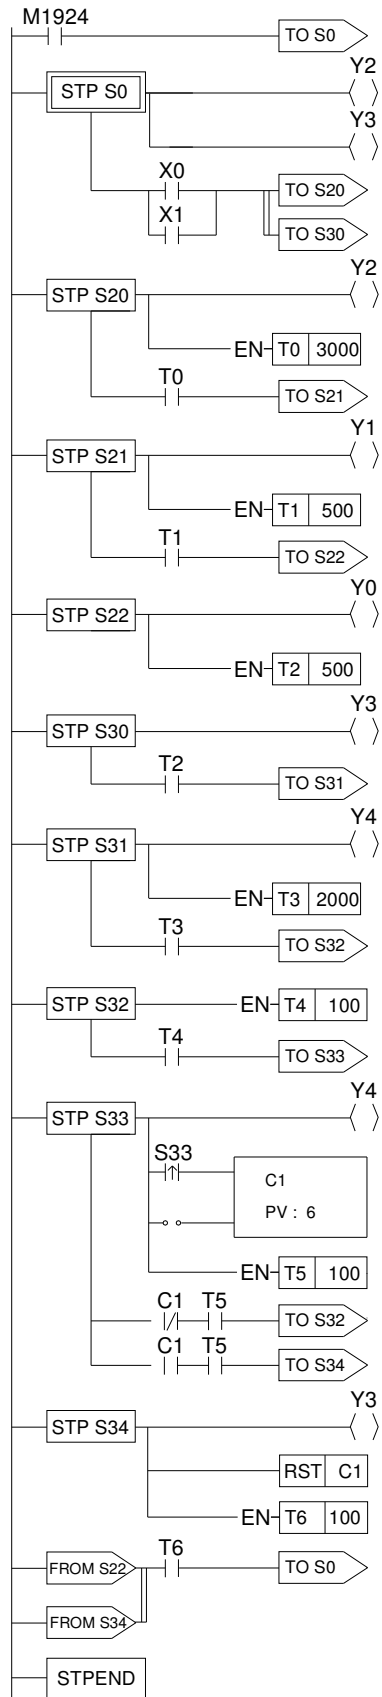 M1924
TO S0
STP S0
Y2
Y3
X0
TO S20
X1
TO S30
STP S20
Y2
EN T0 3000
T0
TO S21
STP S21
Y1
EN T1 500
T1
TO S22
STP S22
Y0
EN T2 500
STP S30
Y3
T2
TO S31
STP S31
Y4
EN T3 2000
T3
TO S32
STP S32
EN T4 100
T4
TO S33
STP S33
Y4
S33
C1
PV : 6
EN T5 100
C1 T5
TO S32
C1 T5
TO S34
STP S34
Y3
RST C1
EN T6 100
FROM S22
T6
TO S0
FROM S34
STPEND